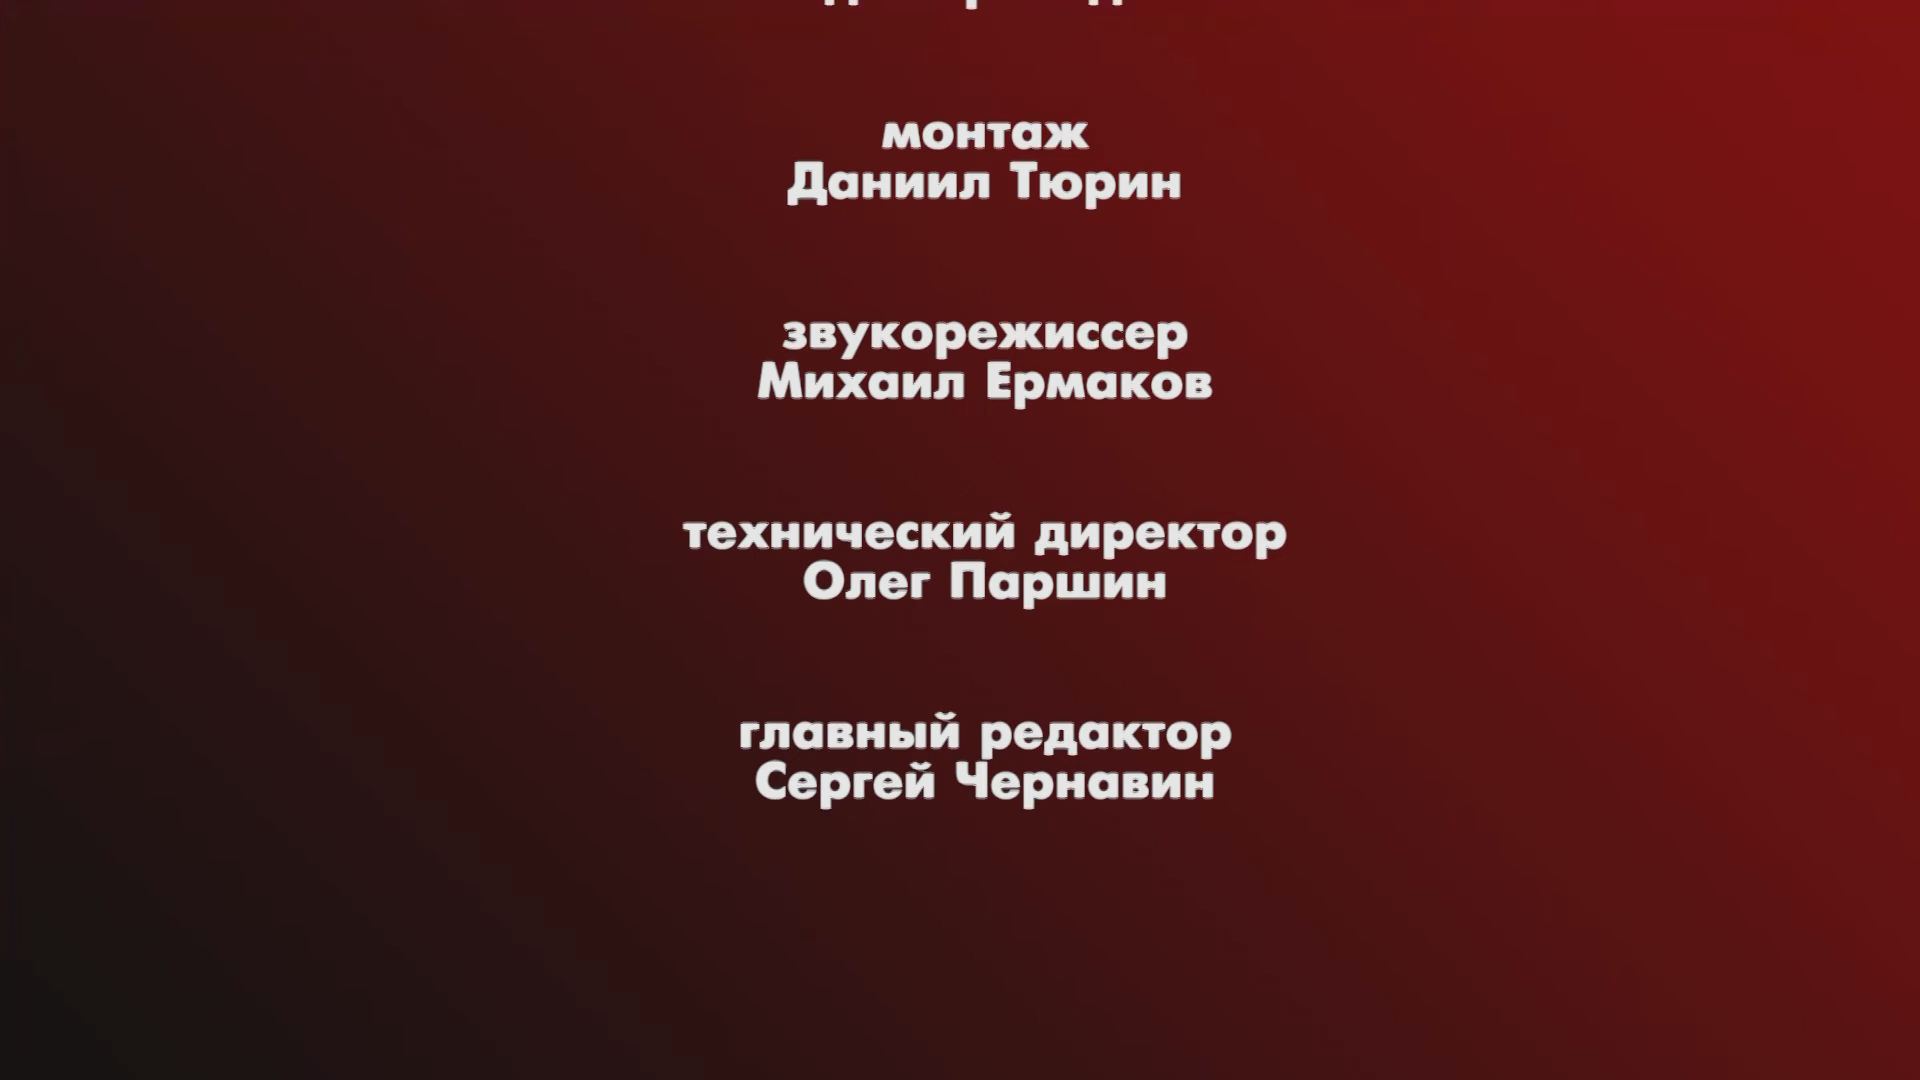 монтаж
Даниил Тюрин
звукорежиссер
Михаил Ермаков
технический директор
Олег Паршин
главный редактор
Сергей Чернавин